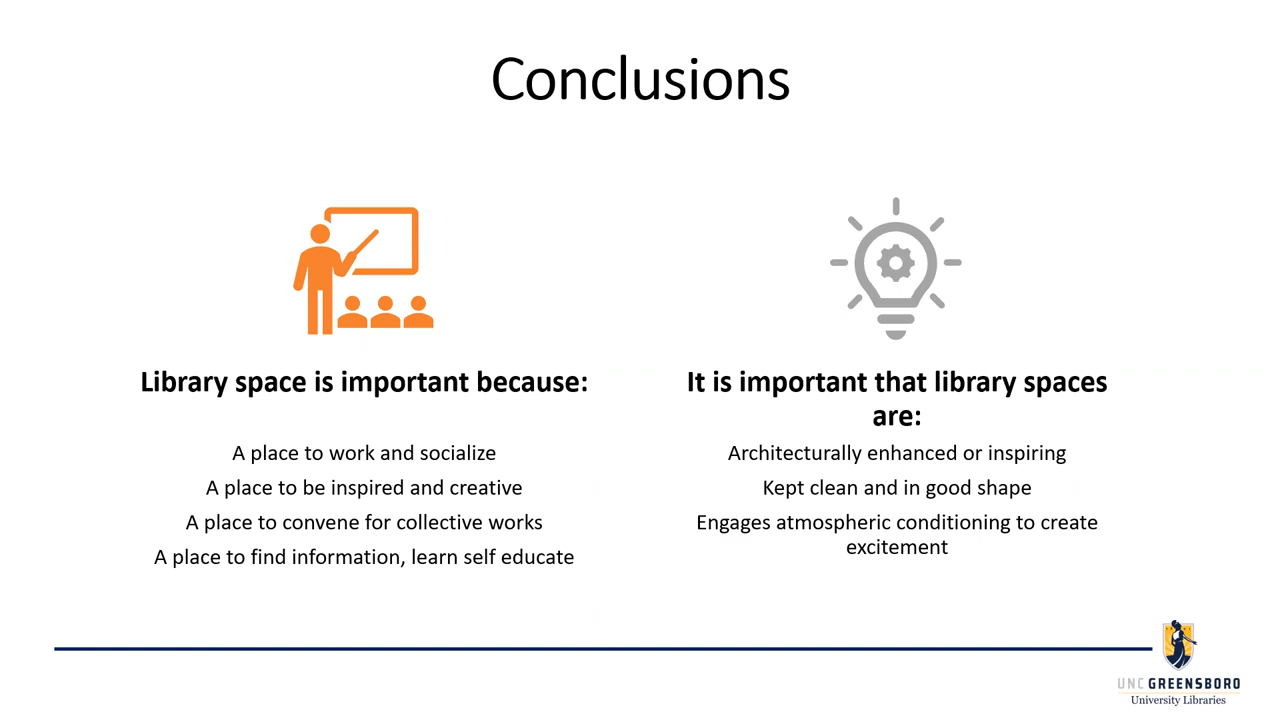 Conclusions
Library space is important because:
A place to work and socialize
A place to be inspired and creative
A place to convene for collective works
A place to find information, learn self educate
It is important that library spaces
are:
Architecturally enhanced or inspiring
Kept clean and in good shape
Engages atmospheric conditioning to create
excitement
UNC GREENSBORO
University Libraries